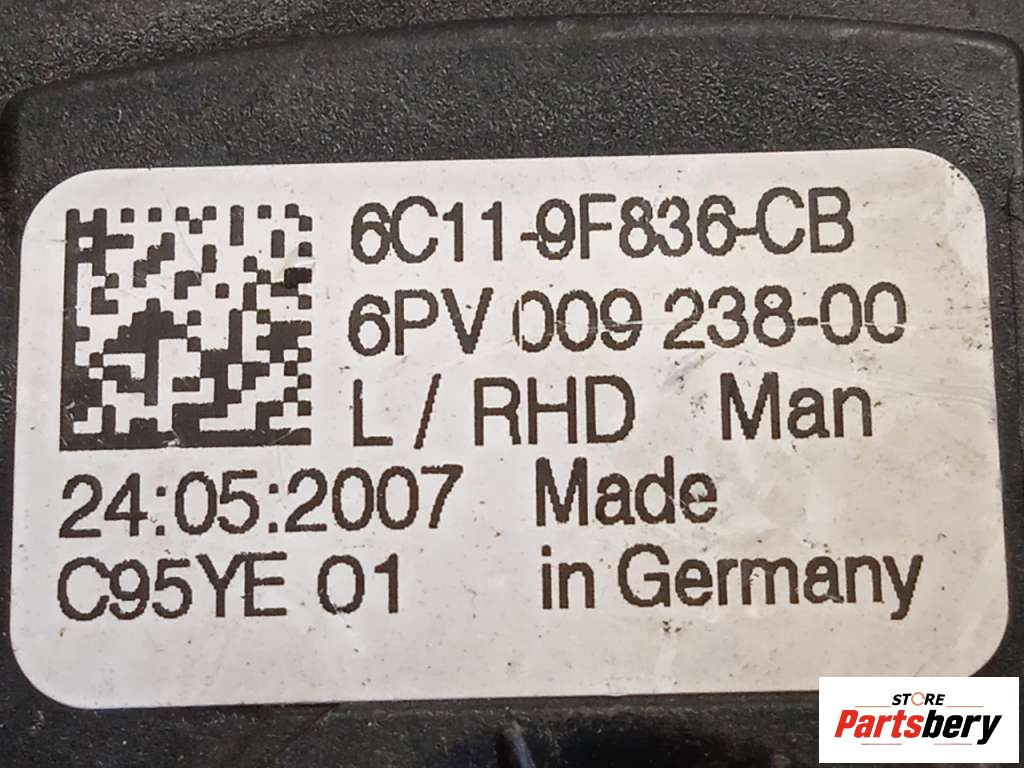 6C11-9F836-CB
6PV 009 238-00
L / RHD Man
24:05:2007 Made
C95YE 01 in Germany
STORE
Partsbery